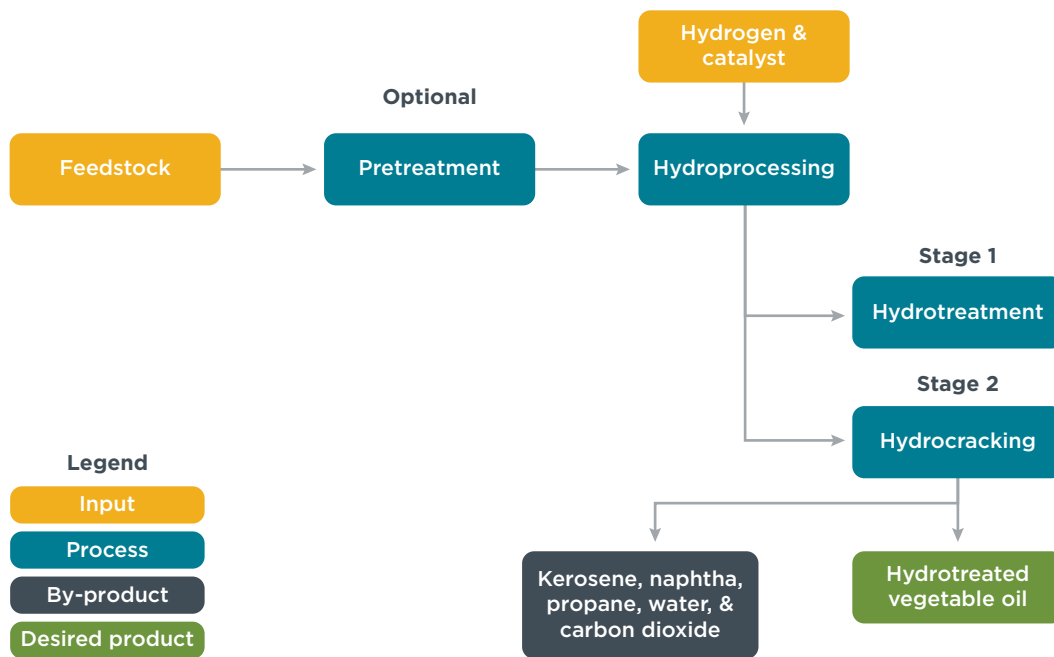 Hydrogen &
catalyst
Optional
Feedstock
Pretreatment
Hydroprocessing
Stage 1
Hydrotreatment
Stage 2
Hydrocracking
Legend
Input
Process
By-product
Desired product
Kerosene, naphtha,
propane, water, &
carbon dioxide
Hydrotreated
vegetable oil